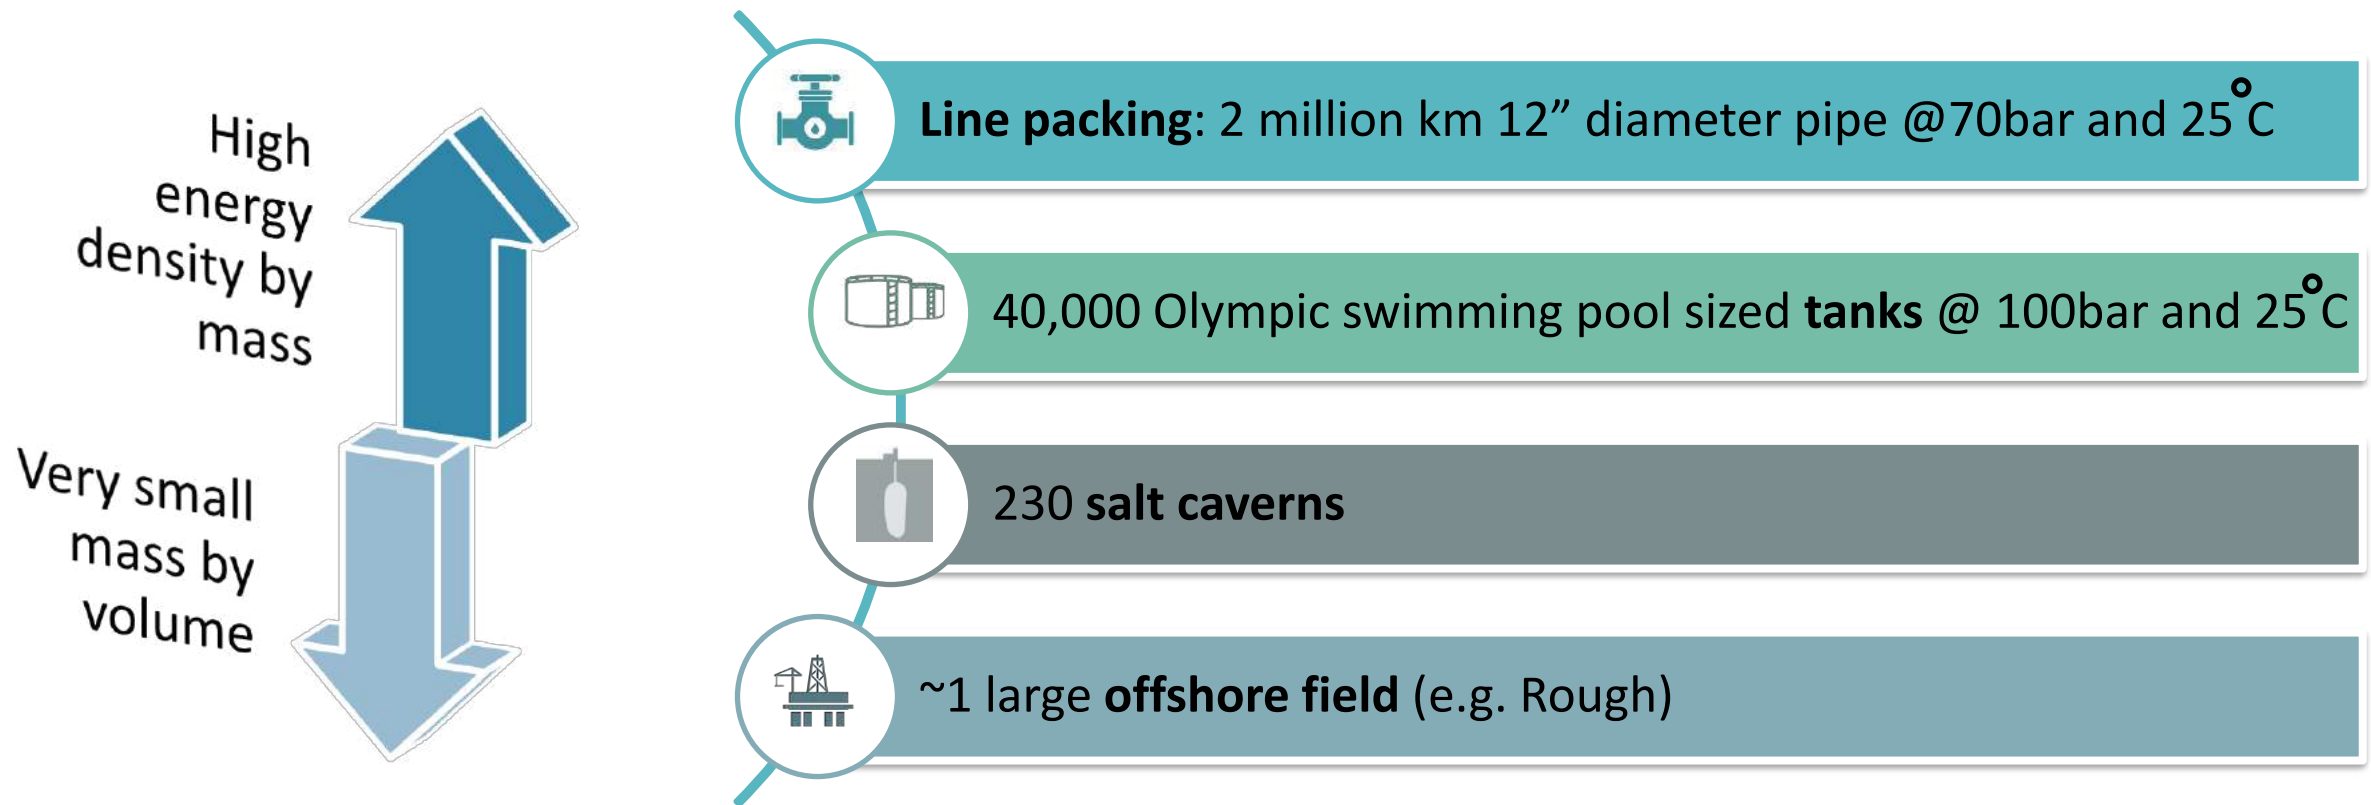 High
energy
density by
mass
Very small
mass by
volume
Line packing: 2 million km 12” diameter pipe @70bar and 25°C
40,000 Olympic swimming pool sized tanks @ 100bar and 25°C
230 salt caverns
~1 large offshore field (e.g. Rough)